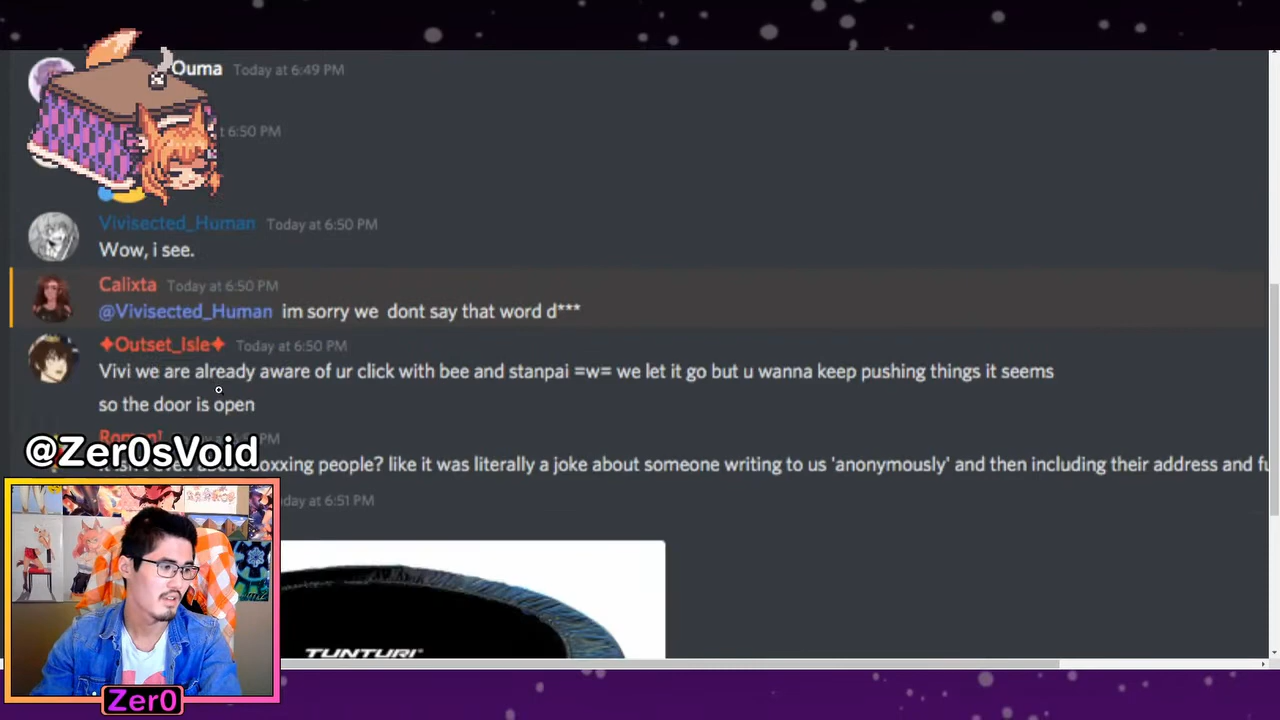 Ouma Today at 6:49 PM
t 6:50 PM
Vivisected_Human Today at 6:50 PM
Wow, i see.
Calixta Today at 6:50 PM
@Vivisected_Human im sorry we dont say that word d***
✦Outset_Isle✦ Today at 6:50 PM
Vivi we are already aware of ur click with bee and stanpai =w= we let it go but u wanna keep pushing things it seems
so the door is open
PM
@Zer0sVoid
oxxing people? like it was literally a joke about someone writing to us 'anonymously' and then including their address and fu
day at 6:51 PM
TUNTURI
Zer0